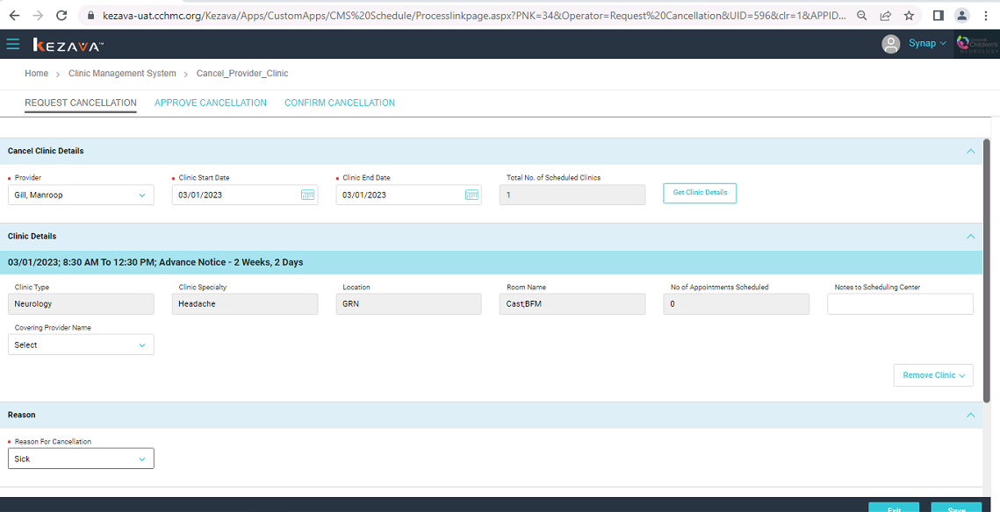 kezava-uat.cchmc.org/Kezava/Apps/CustomApps/CMS%20Schedule/Processlinkpage.aspx?PNK=34&Operator=Request%20Cancellation&UID=596&clr=1&APPID...
KEZAVA™ Synap Children's NEUROLOGY
Home > Clinic Management System > Cancel_Provider_Clinic
REQUEST CANCELLATION APPROVE CANCELLATION CONFIRM CANCELLATION
Cancel Clinic Details
Provider Clinic Start Date Clinic End Date Total No. of Scheduled Clinics
Gill, Manroop 03/01/2023 03/01/2023 1 Get Clinic Details
Clinic Details
03/01/2023; 8:30 AM To 12:30 PM; Advance Notice - 2 Weeks, 2 Days
Clinic Type Clinic Specialty Location Room Name No of Appointments Scheduled Notes to Scheduling Center
Neurology Headache GRN Cast;BFM 0
Covering Provider Name
Select
Remove Clinic
Reason
Reason For Cancellation
Sick
Exit Save